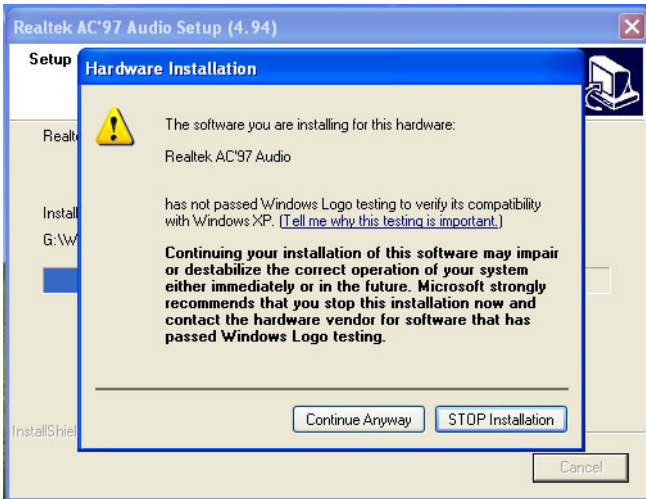 Realtek AC'97 Audio Setup (4.94)
Setup
Hardware Installation
The software you are installing for this hardware:
Realtek AC'97 Audio
has not passed Windows Logo testing to verify its compatibility
with Windows XP. (Tell me why this testing is important.)
Continuing your installation of this software may impair
or destabilize the correct operation of your system
either immediately or in the future. Microsoft strongly
recommends that you stop this installation now and
contact the hardware vendor for software that has
passed Windows Logo testing.
Continue Anyway
STOP Installation
Realt
Install
G:\W
InstallShiel
Cancel